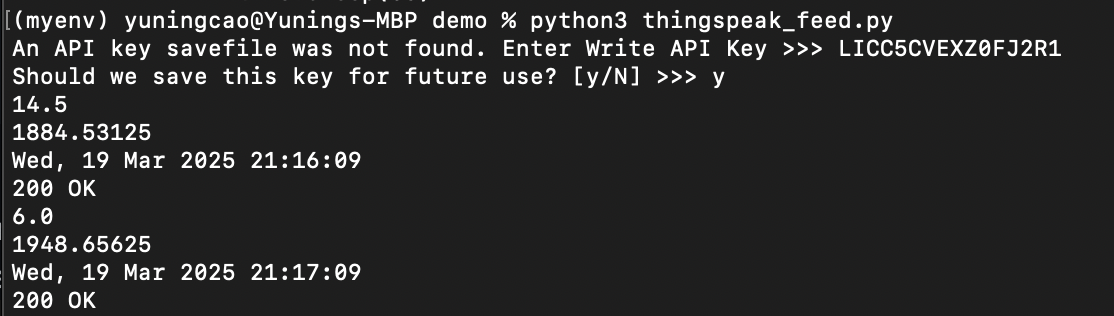 [(myenv) yuningcao@Yunings-MBP demo % python3 thingspeak_feed.py
An API key savefile was not found. Enter Write API Key >>> LICC5CVEXZ0FJ2R1
Should we save this key for future use? [y/N] >>> y
14.5
1884.53125
Wed, 19 Mar 2025 21:16:09
200 OK
6.0
1948.65625
Wed, 19 Mar 2025 21:17:09
200 OK